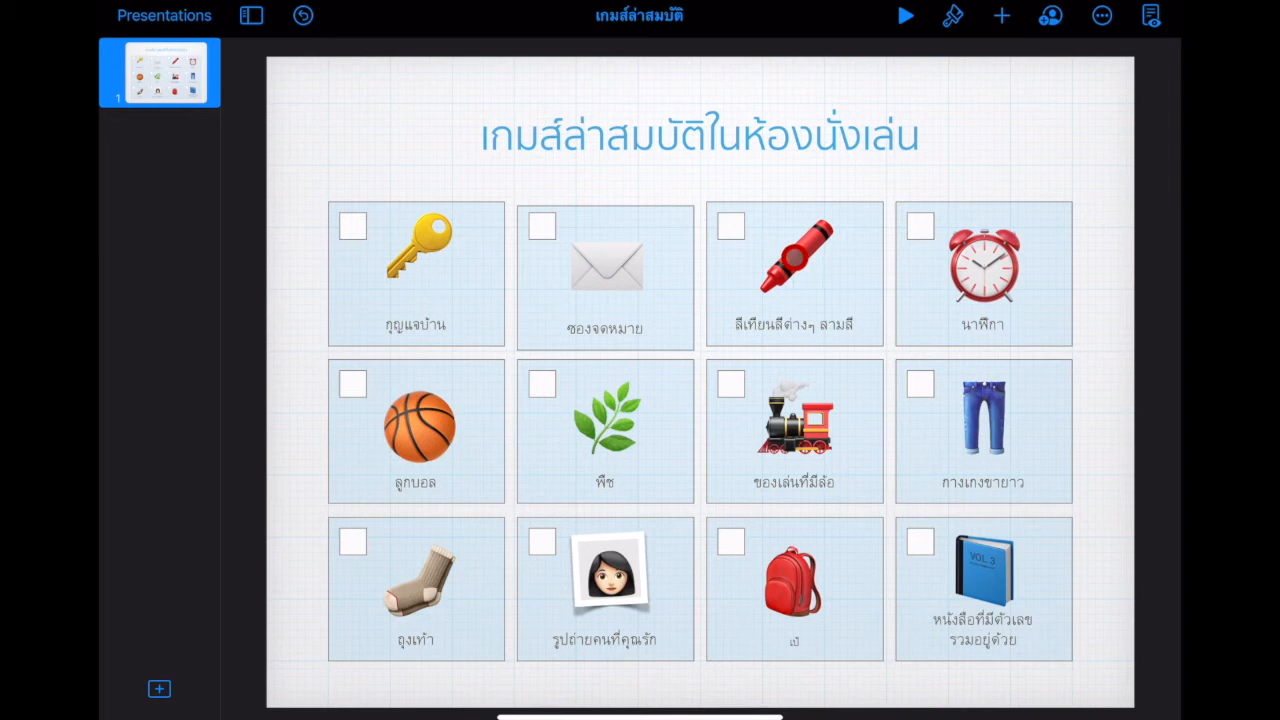 Presentations
เกมส์ล่าสมบัติ
1
เกมส์ล่าสมบัติในห้องนั่งเล่น
กุญแจบ้าน
ซองจดหมาย
สีเทียนสีต่างๆ สามสี
นาฬิกา
ลูกบอล
พืช
ของเล่นที่มีล้อ
กางเกงขายาว
VOL. 3
ถุงเท้า
รูปถ่ายคนที่คุณรัก
เป้
หนังสือที่มีตัวเลข
รวมอยู่ด้วย